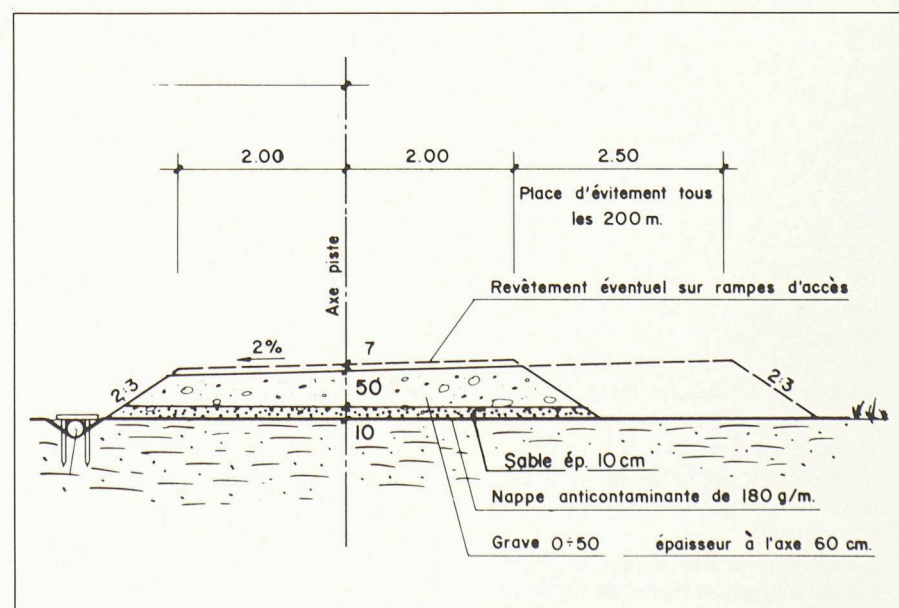 2.00 2.00 2.50
Place d'évitement tous
les 200 m.
Axe piste
Revêtement éventuel sur rampes d'accès
2% 7
2:3 50 2:3
10
Sable ép. 10 cm
Nappe anticontaminante de 180 g/m.
Grave 0÷50 épaisseur à l'axe 60 cm.